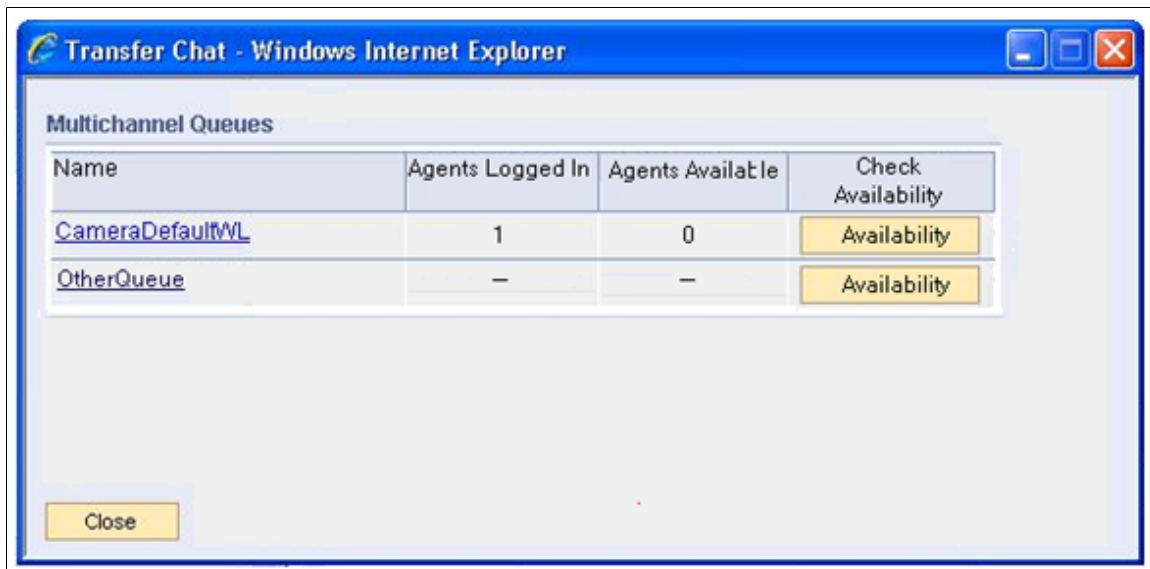 Transfer Chat - Windows Internet Explorer
Multichannel Queues
Name Agents Logged In Agents Available Check Availability
CameraDefaultWL 1 0 Availability
OtherQueue – – Availability
Close